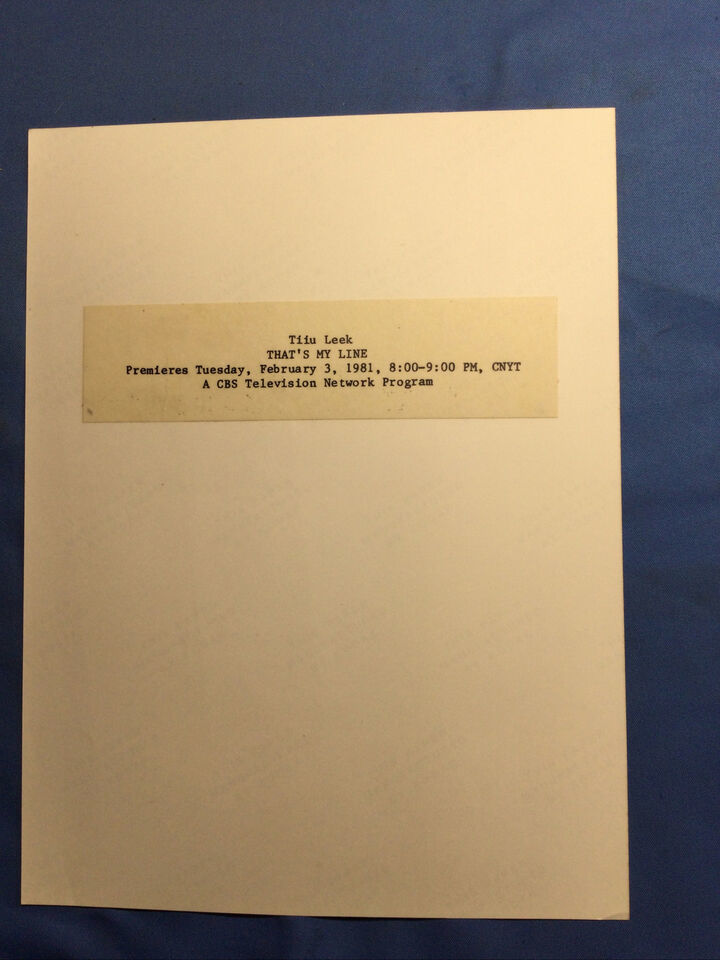 Tiiu Leek
THAT'S MY LINE
Premieres Tuesday, February 3, 1981, 8:00-9:00 PM, CNYT
A CBS Television Network Program